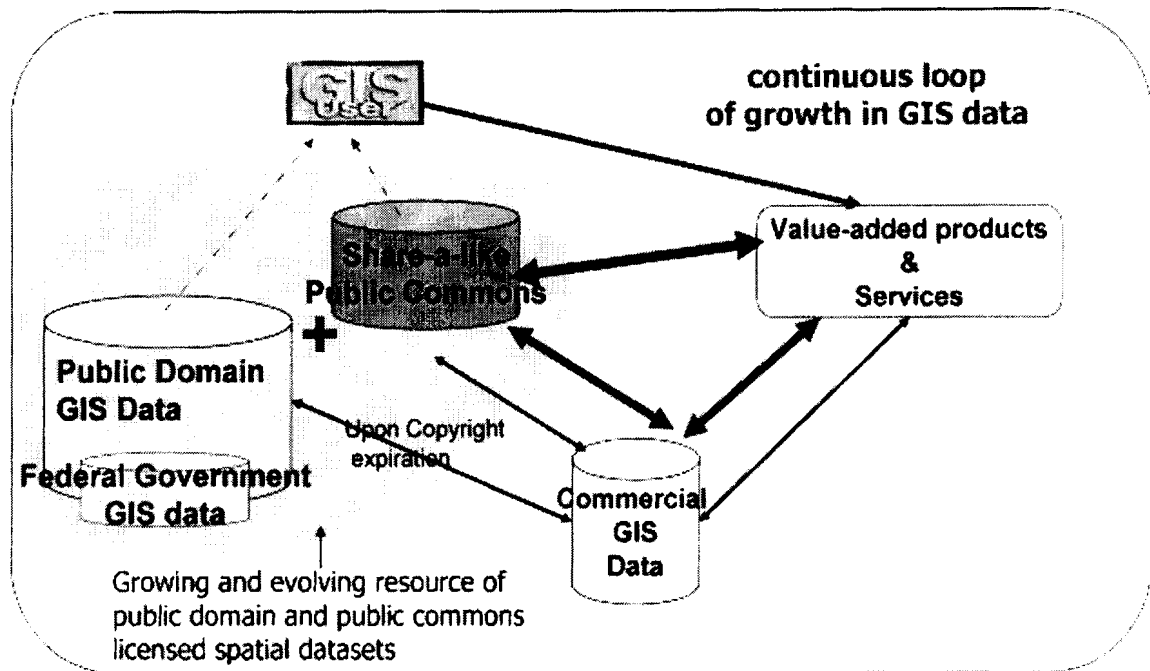 GIS
User
continuous loop
of growth in GIS data
Share-a-like
Public Commons
Value-added products
&
Services
+
Public Domain
GIS Data
Federal Government
GIS data
Upon Copyright
expiration
Commercial
GIS
Data
Growing and evolving resource of
public domain and public commons
licensed spatial datasets